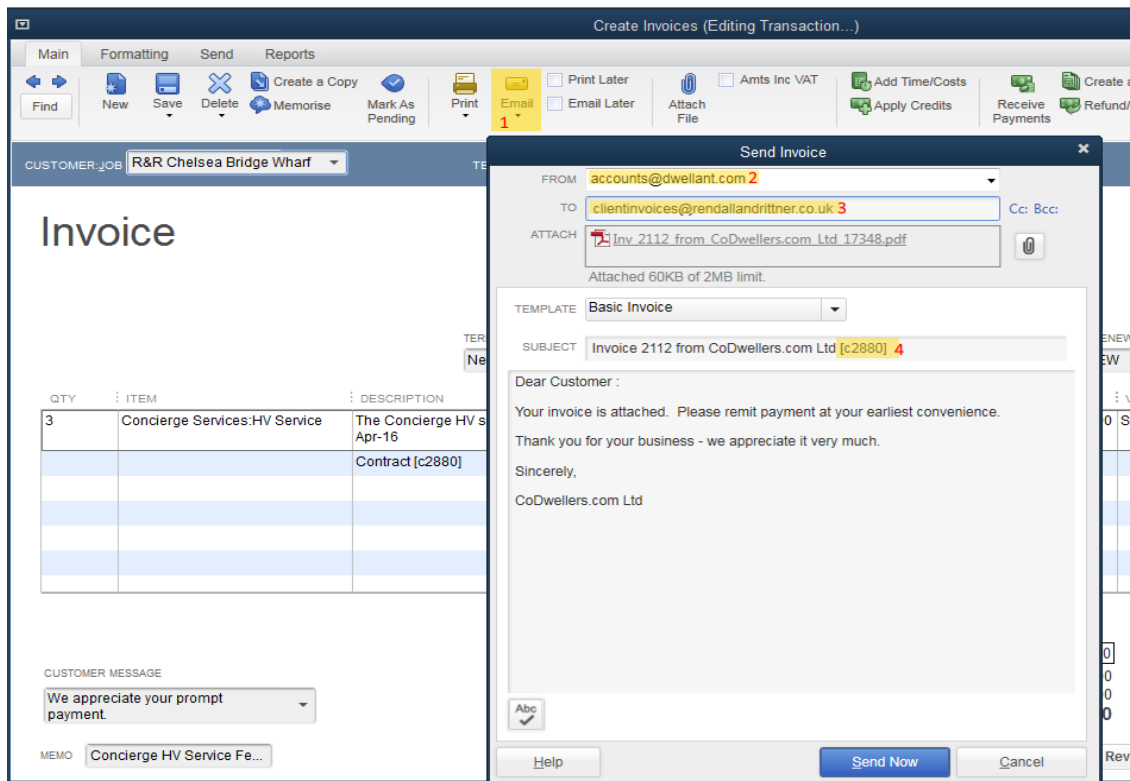 Create Invoices (Editing Transaction...)
Main Formatting Send Reports
Find
New
Save
Delete
Create a Copy
Memorise
Mark As
Pending
Print
Email
1
Print Later
Email Later
Attach
File
Amts Inc VAT
Add Time/Costs
Apply Credits
Receive
Payments
Create
Refund/
CUSTOMER:JOB R&R Chelsea Bridge Wharf
Send Invoice
FROM accounts@dwellant.com 2
TO clientinvoices@rendallandrittner.co.uk 3 Cc: Bcc:
ATTACH Inv_2112_from_CoDwellers.com_Ltd_17348.pdf
Attached 60KB of 2MB limit.
TEMPLATE Basic Invoice
SUBJECT Invoice 2112 from CoDwellers.com Ltd [c2880] 4
Dear Customer :
Your invoice is attached. Please remit payment at your earliest convenience.
Thank you for your business - we appreciate it very much.
Sincerely,
CoDwellers.com Ltd
Abc
Help Send Now Cancel
Invoice
QTY ITEM DESCRIPTION
3 Concierge Services:HV Service The Concierge HV s
Apr-16
Contract [c2880]
CUSTOMER MESSAGE
We appreciate your prompt
payment.
MEMO Concierge HV Service Fe...
Rev